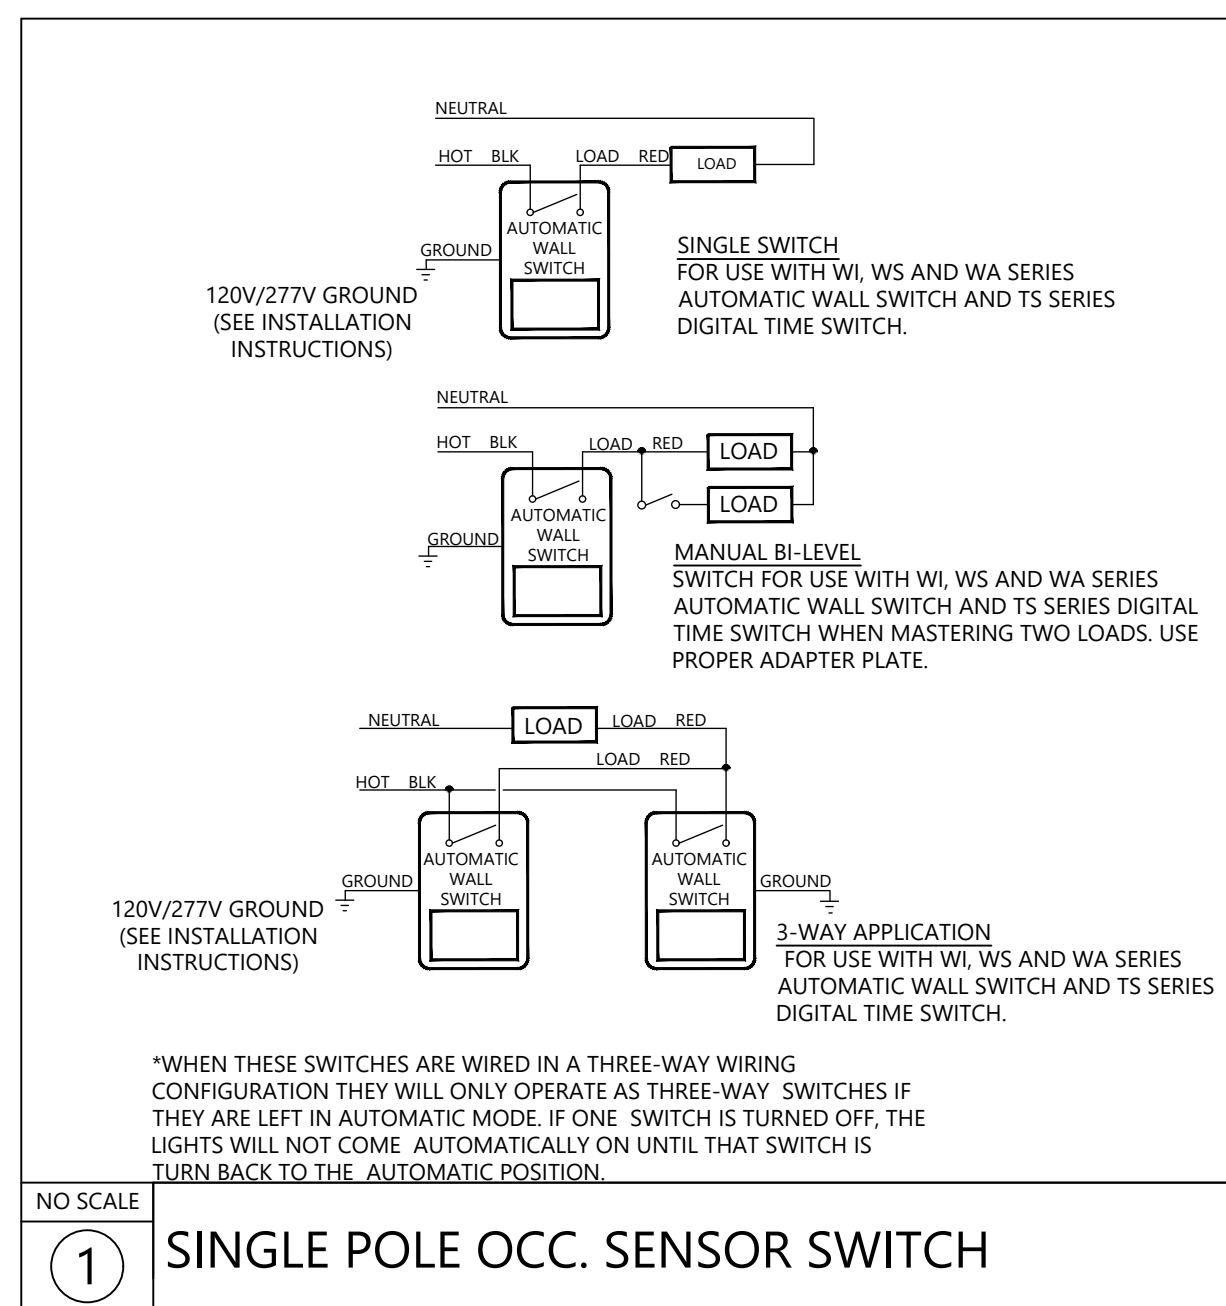 NEUTRAL
HOT BLK LOAD RED LOAD
AUTOMATIC
WALL
SWITCH
GROUND
120V/277V GROUND
(SEE INSTALLATION
INSTRUCTIONS)
SINGLE SWITCH
FOR USE WITH WI, WS AND WA SERIES
AUTOMATIC WALL SWITCH AND TS SERIES
DIGITAL TIME SWITCH.
NEUTRAL
HOT BLK LOAD RED LOAD
LOAD
AUTOMATIC
WALL
SWITCH
GROUND
MANUAL BI-LEVEL
SWITCH FOR USE WITH WI, WS AND WA SERIES
AUTOMATIC WALL SWITCH AND TS SERIES DIGITAL
TIME SWITCH WHEN MASTERING TWO LOADS. USE
PROPER ADAPTER PLATE.
NEUTRAL LOAD LOAD RED
LOAD RED
HOT BLK
AUTOMATIC
WALL
SWITCH
GROUND
120V/277V GROUND
(SEE INSTALLATION
INSTRUCTIONS)
AUTOMATIC
WALL
SWITCH
GROUND
3-WAY APPLICATION
FOR USE WITH WI, WS AND WA SERIES
AUTOMATIC WALL SWITCH AND TS SERIES
DIGITAL TIME SWITCH.
*WHEN THESE SWITCHES ARE WIRED IN A THREE-WAY WIRING
CONFIGURATION THEY WILL ONLY OPERATE AS THREE-WAY SWITCHES IF
THEY ARE LEFT IN AUTOMATIC MODE. IF ONE SWITCH IS TURNED OFF, THE
LIGHTS WILL NOT COME AUTOMATICALLY ON UNTIL THAT SWITCH IS
TURN BACK TO THE AUTOMATIC POSITION.
NO SCALE
1
SINGLE POLE OCC. SENSOR SWITCH